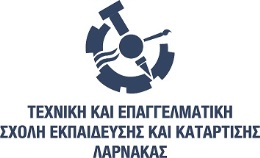 ΤΕΧΝΙΚΗ ΚΑΙ ΕΠΑΓΓΕΛΜΑΤΙΚΗ
ΣΧΟΛΗ ΕΚΠΑΙΔΕΥΣΗΣ ΚΑΙ ΚΑΤΑΡΤΙΣΗΣ
ΛΑΡΝΑΚΑΣ